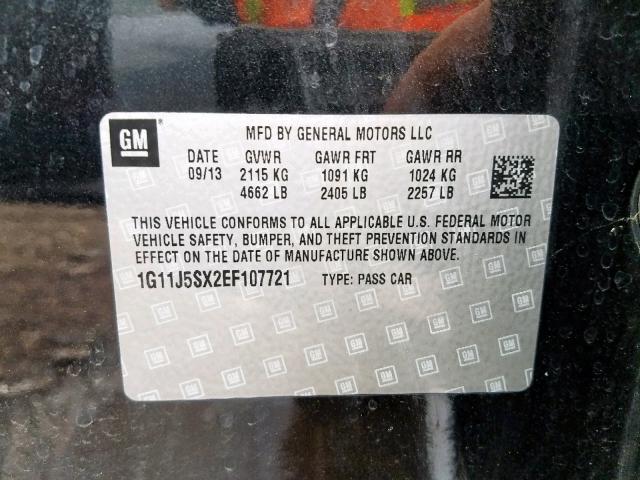 GM
MFD BY GENERAL MOTORS LLC
DATE GVWR GAWR FRT GAWR RR
09/13 2115 KG 1091 KG 1024 KG
4662 LB 2405 LB 2257 LB
THIS VEHICLE CONFORMS TO ALL APPLICABLE U.S. FEDERAL MOTOR
VEHICLE SAFETY, BUMPER, AND THEFT PREVENTION STANDARDS IN
EFFECT ON THE DATE OF MANUFACTURE SHOWN ABOVE.
1G11J5SX2EF107721 TYPE: PASS CAR